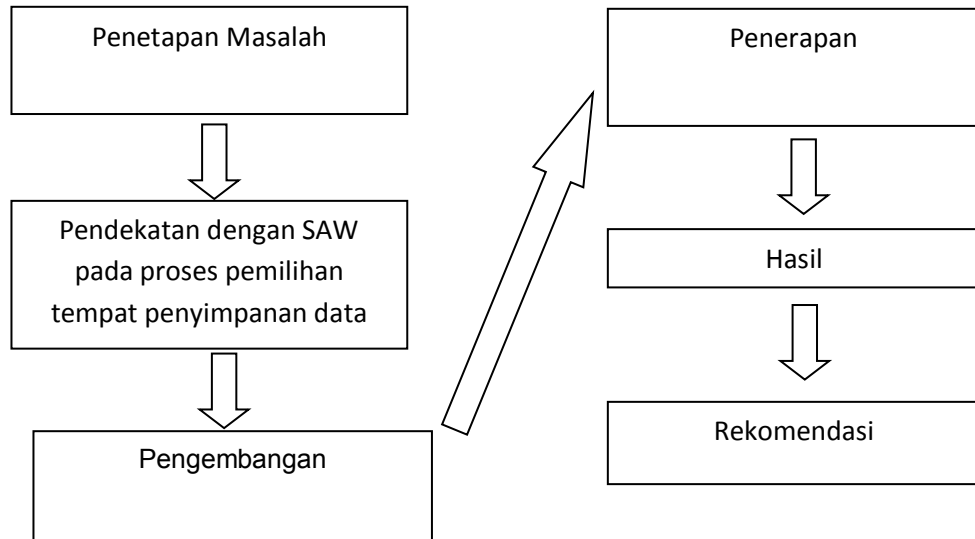 Penetapan Masalah
Pendekatan dengan SAW
pada proses pemilihan
tempat penyimpanan data
Pengembangan
Penerapan
Hasil
Rekomendasi